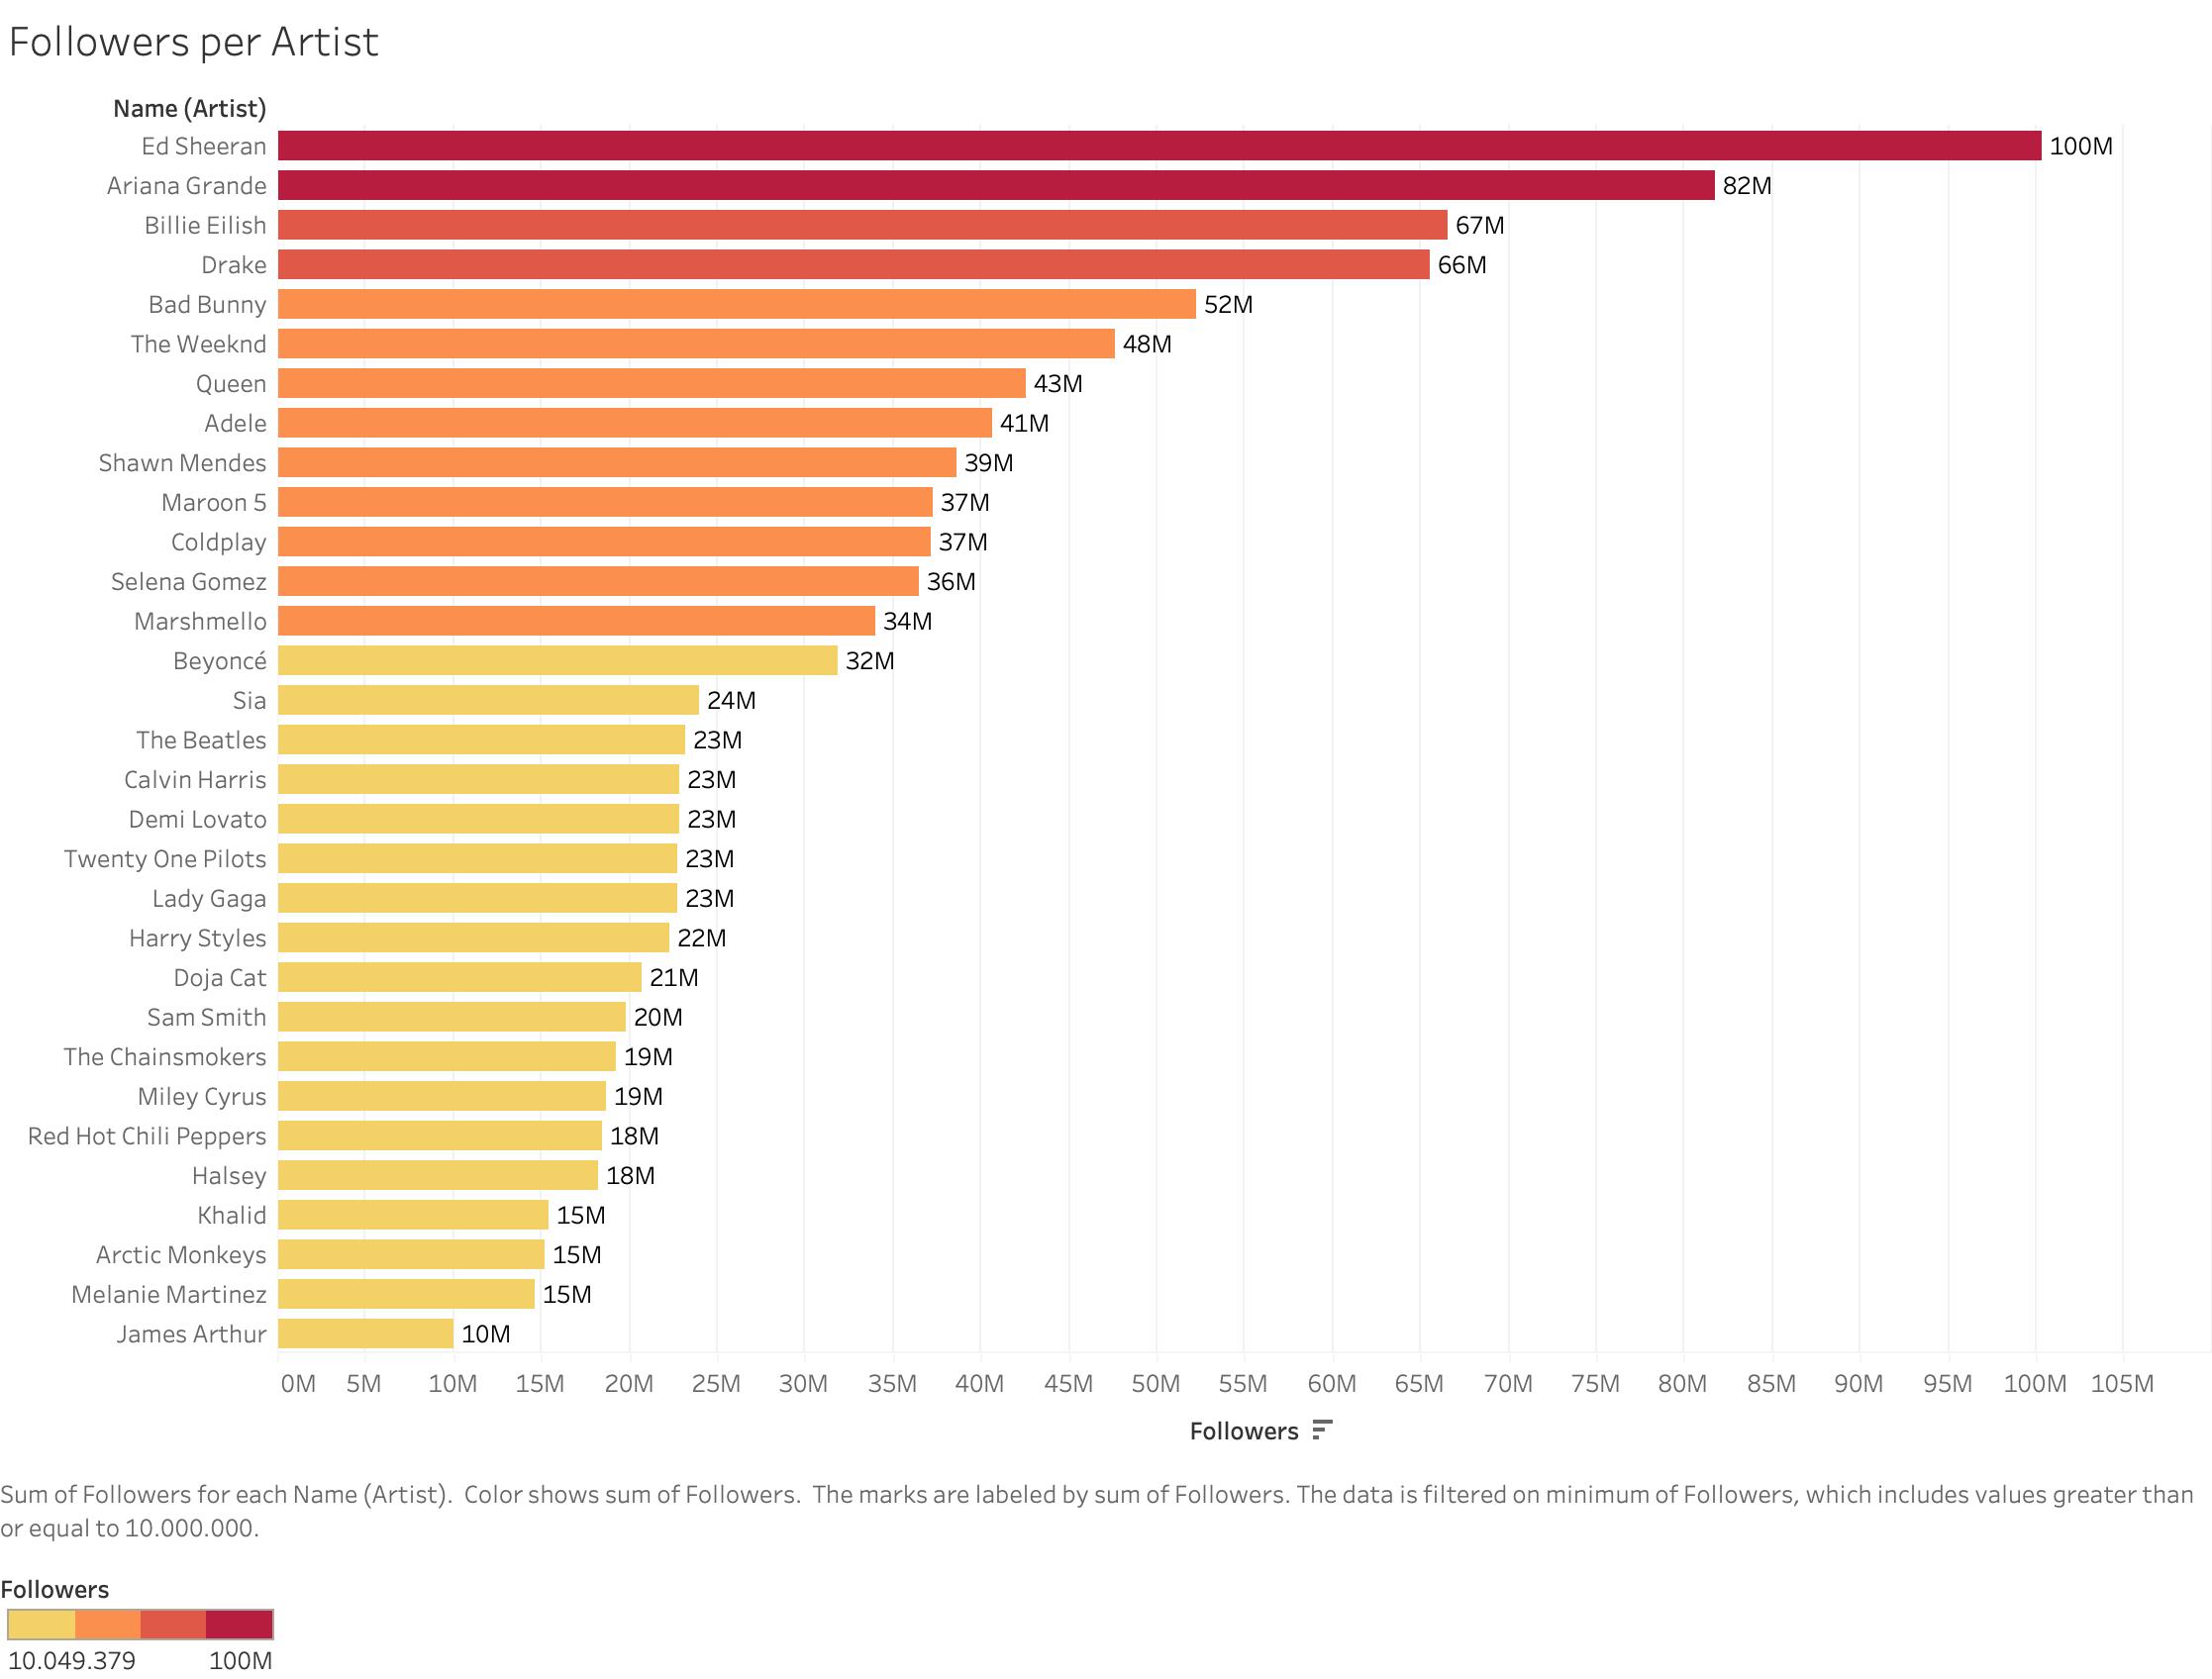 Followers per Artist
Name (Artist)
Ed Sheeran 100M
Ariana Grande 82M
Billie Eilish 67M
Drake 66M
Bad Bunny 52M
The Weeknd 48M
Queen 43M
Adele 41M
Shawn Mendes 39M
Maroon 5 37M
Coldplay 37M
Selena Gomez 36M
Marshmello 34M
Beyoncé 32M
Sia 24M
The Beatles 23M
Calvin Harris 23M
Demi Lovato 23M
Twenty One Pilots 23M
Lady Gaga 23M
Harry Styles 22M
Doja Cat 21M
Sam Smith 20M
The Chainsmokers 19M
Miley Cyrus 19M
Red Hot Chili Peppers 18M
Halsey 18M
Khalid 15M
Arctic Monkeys 15M
Melanie Martinez 15M
James Arthur 10M
0M 5M 10M 15M 20M 25M 30M 35M 40M 45M 50M 55M 60M 65M 70M 75M 80M 85M 90M 95M 100M 105M
Followers
Sum of Followers for each Name (Artist).  Color shows sum of Followers.  The marks are labeled by sum of Followers. The data is filtered on minimum of Followers, which includes values greater than
or equal to 10.000.000.
Followers
10.049.379 100M